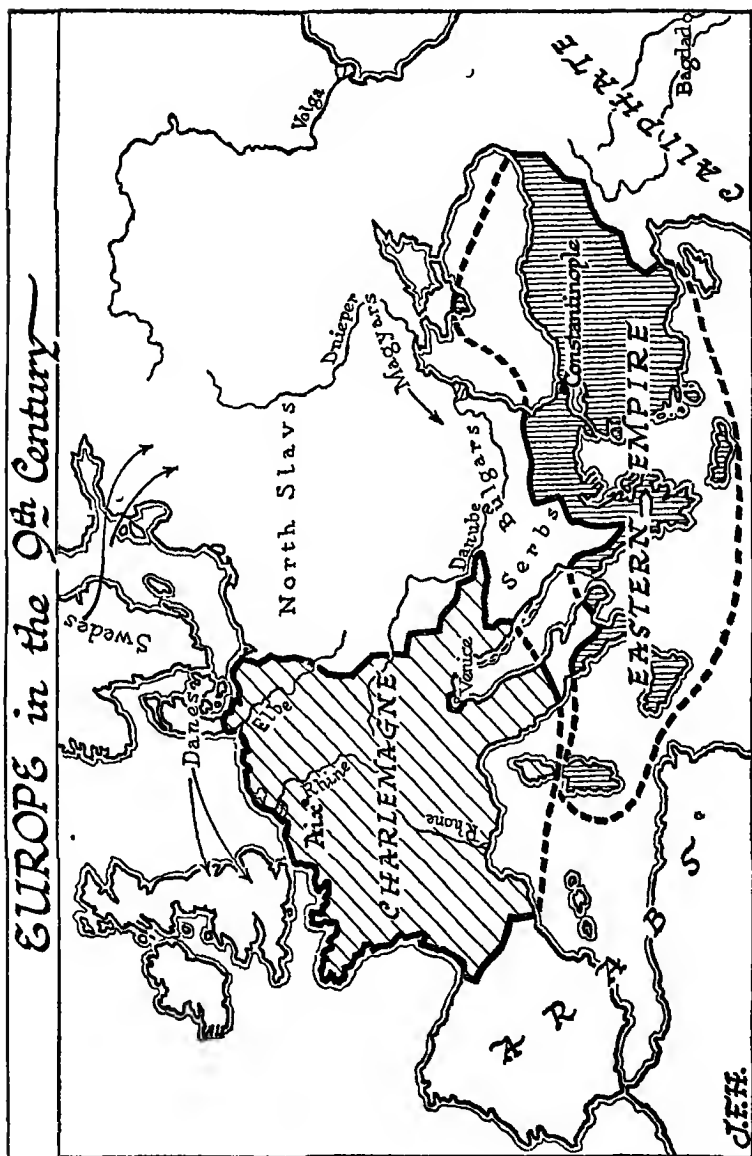 EUROPE in the 9th Century
Swedes
Danes
North Slavs
Volga
Dnieper
Magyars
Elbe
Rhine
Aix
CHARLEMAGNE
Rhone
Venice
Danube
Bulgars
Serbs
Constantinople
EASTERN EMPIRE
CALIPHATE
Bagdad
ARABS
J.F.H.